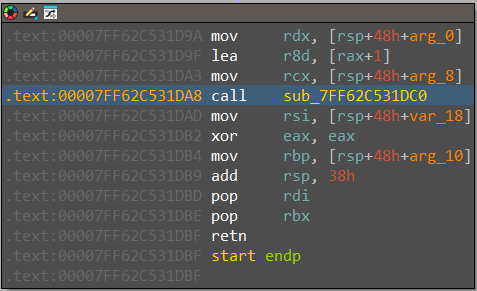 .text:00007FF62C531D9A mov rdx, [rsp+48h+arg_0]
.text:00007FF62C531D9F lea r8d, [rax+1]
.text:00007FF62C531DA3 mov rcx, [rsp+48h+arg_8]
.text:00007FF62C531DA8 call sub_7FF62C531DC0
.text:00007FF62C531DAD mov rsi, [rsp+48h+var_18]
.text:00007FF62C531DB2 xor eax, eax
.text:00007FF62C531DB4 mov rbp, [rsp+48h+arg_10]
.text:00007FF62C531DB9 add rsp, 38h
.text:00007FF62C531DBD pop rdi
.text:00007FF62C531DBE pop rbx
.text:00007FF62C531DBF retn
.text:00007FF62C531DBF start endp
.text:00007FF62C531DBF